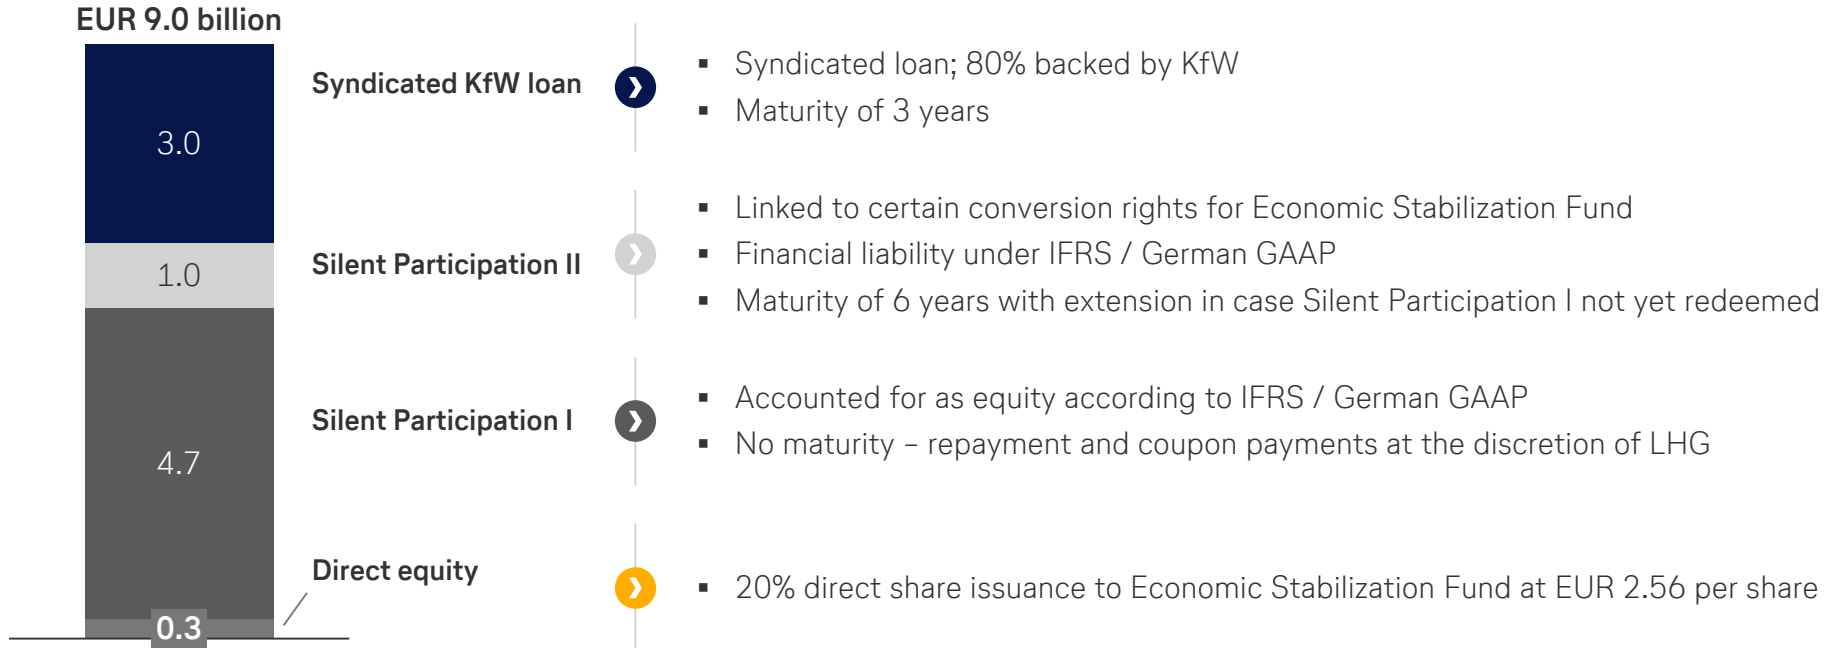 EUR 9.0 billion
3.0
Syndicated KfW loan
▪ Syndicated loan; 80% backed by KfW
▪ Maturity of 3 years
1.0
Silent Participation II
▪ Linked to certain conversion rights for Economic Stabilization Fund
▪ Financial liability under IFRS / German GAAP
▪ Maturity of 6 years with extension in case Silent Participation I not yet redeemed
4.7
Silent Participation I
▪ Accounted for as equity according to IFRS / German GAAP
▪ No maturity – repayment and coupon payments at the discretion of LHG
0.3
Direct equity
▪ 20% direct share issuance to Economic Stabilization Fund at EUR 2.56 per share